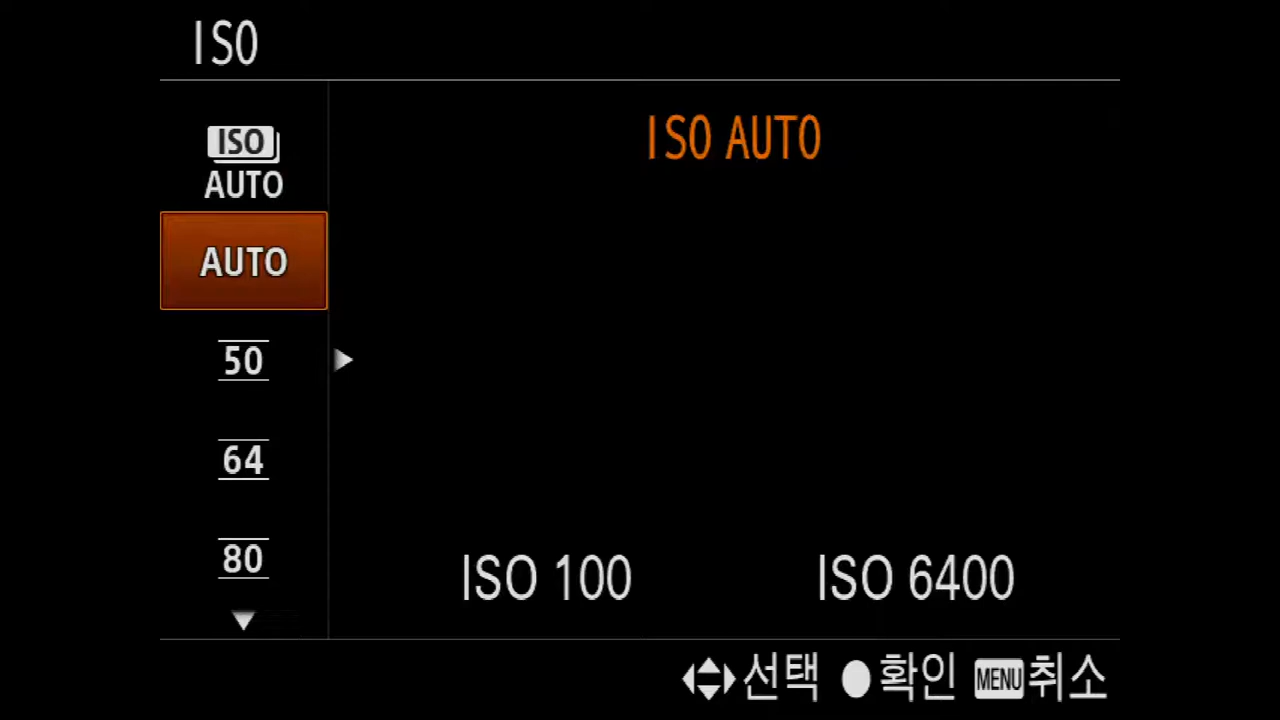 ISO
ISO AUTO
ISO
AUTO
AUTO
50
64
80
ISO 100 ISO 6400
선택 확인 MENU 취소